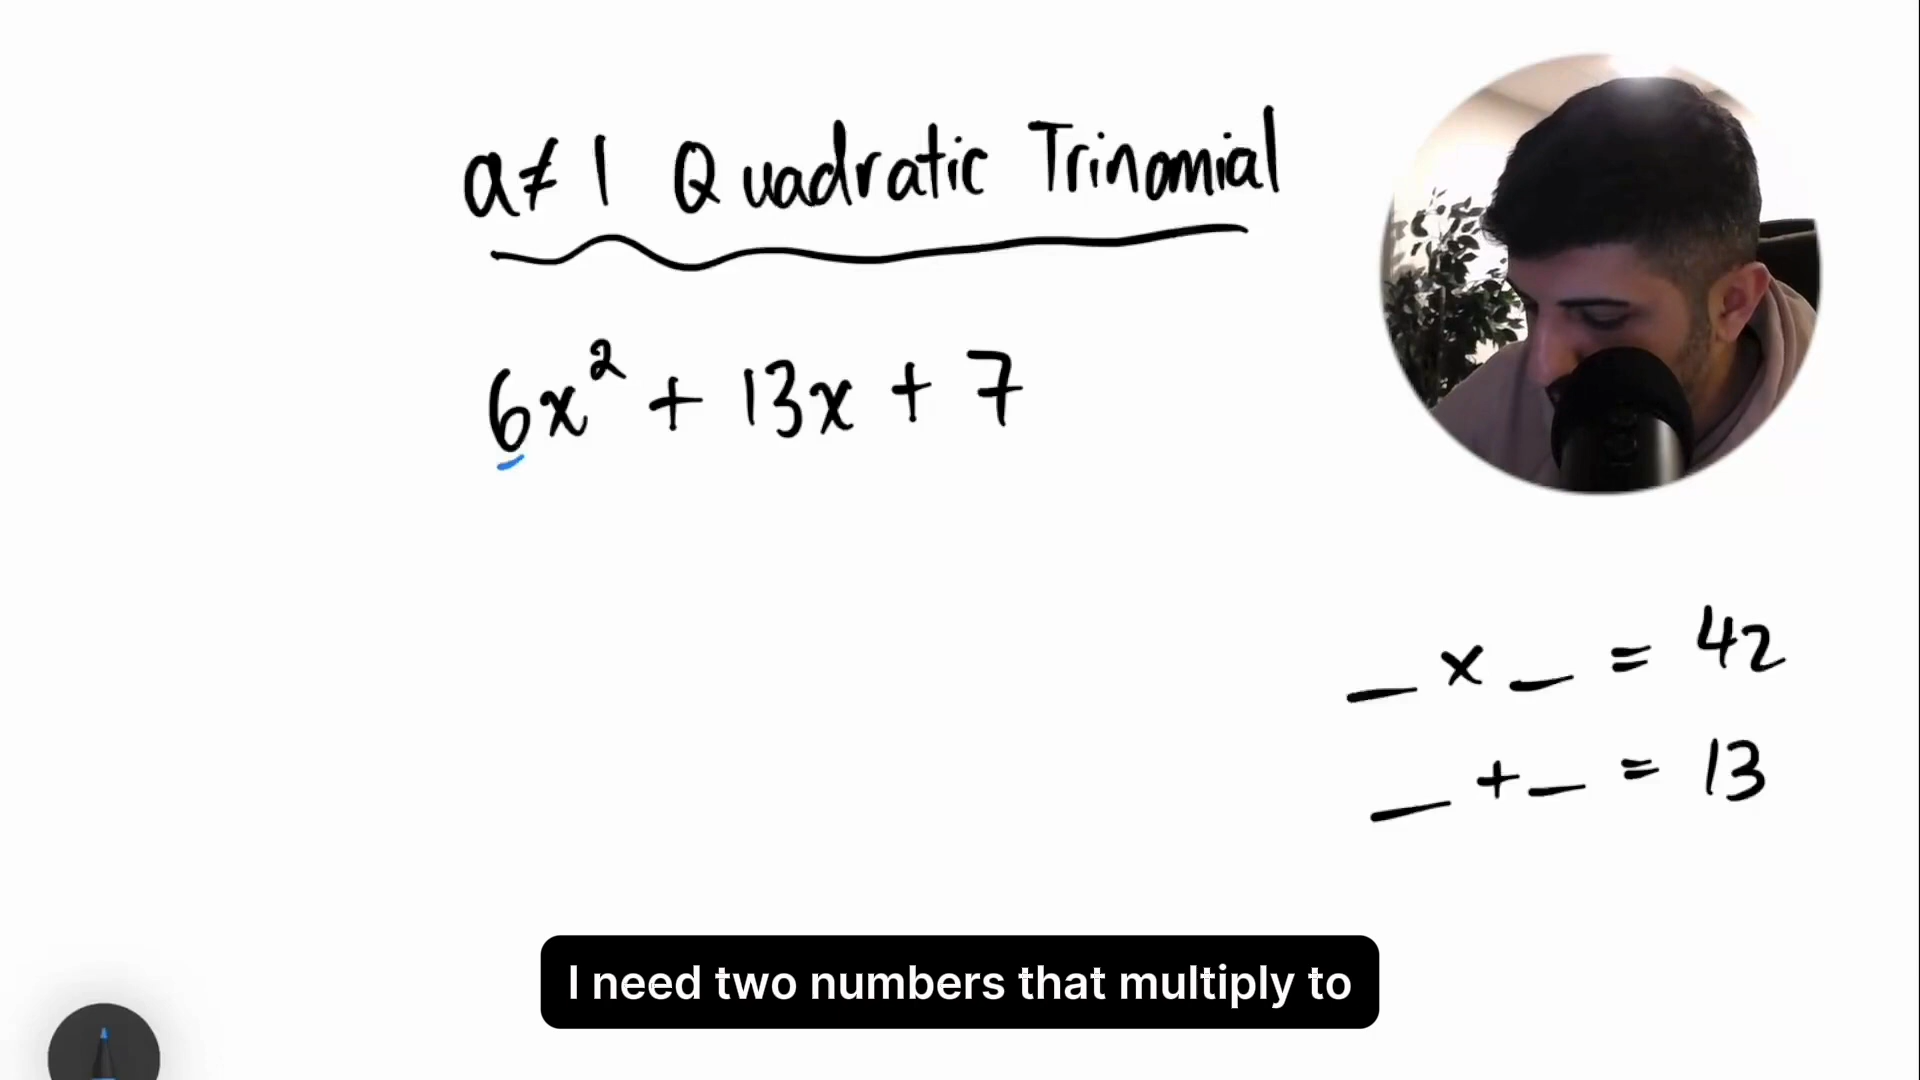 a≠1 Quadratic Trinomial
6x² + 13x + 7
_ x _ = 42
_ + _ = 13
I need two numbers that multiply to